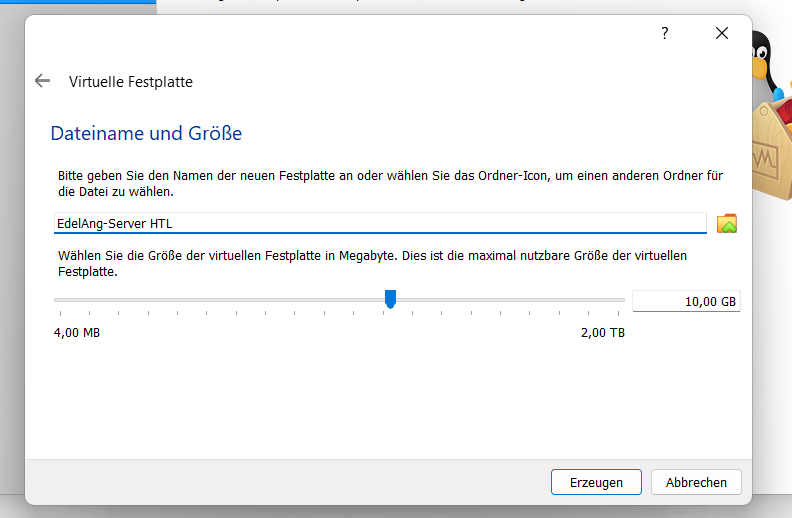 ?
Virtuelle Festplatte
Dateiname und Größe
Bitte geben Sie den Namen der neuen Festplatte an oder wählen Sie das Ordner-Icon, um einen anderen Ordner für
die Datei zu wählen.
EdelAng-Server HTL
Wählen Sie die Größe der virtuellen Festplatte in Megabyte. Dies ist die maximal nutzbare Größe der virtuellen
Festplatte.
10,00 GB
4,00 MB 2,00 TB
Erzeugen Abbrechen